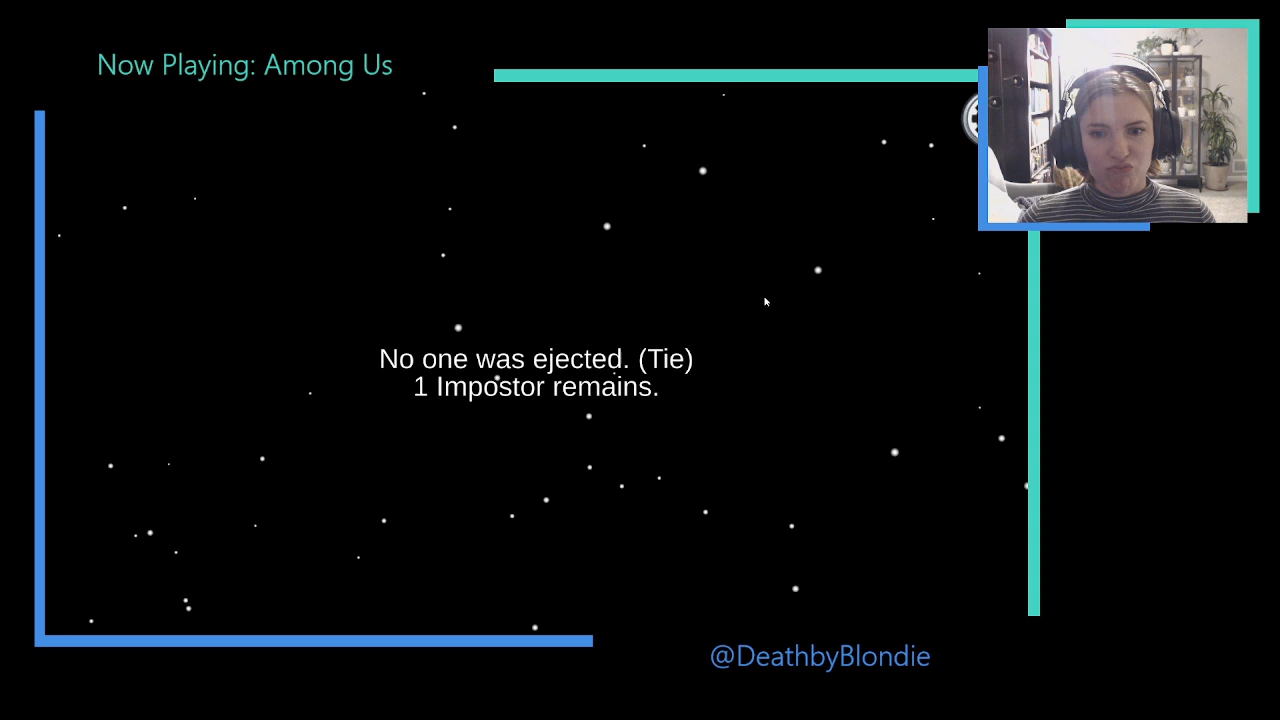 Now Playing: Among Us
No one was ejected. (Tie)
1 Impostor remains.
@DeathbyBlondie